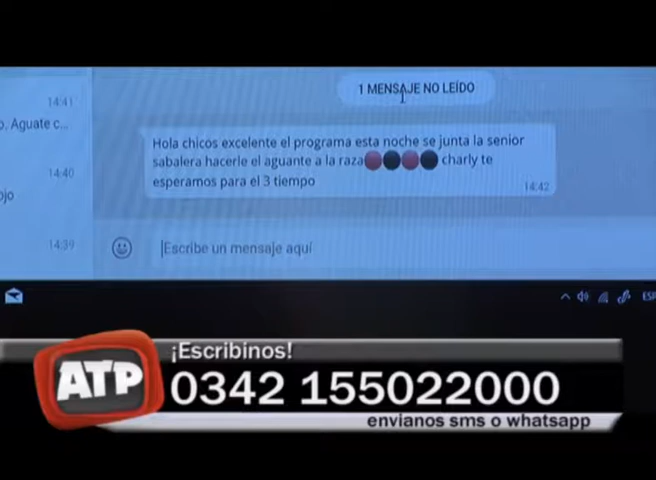 14:41
o. Aguate c...
14:40
ojo
14:39
1 MENSAJE NO LEÍDO
Hola chicos excelente el programa esta noche se junta la senior
sabalera hacerle el aguante a la raza🔴⚫🔴⚫ charly te
esperamos para el 3 tiempo
14:42
Escribe un mensaje aquí
ESP
¡Escribinos!
ATP
0342 155022000
envianos sms o whatsapp